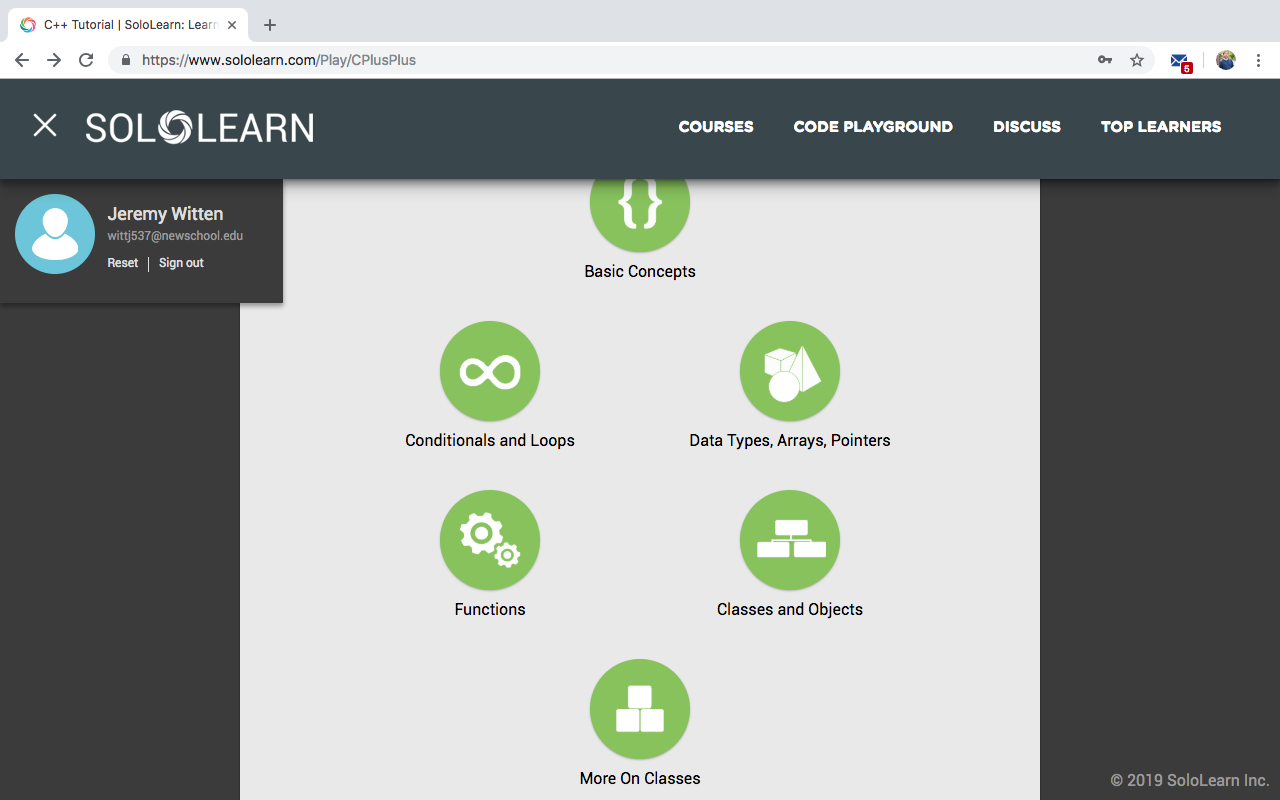 C++ Tutorial | SoloLearn: Learn
https://www.sololearn.com/Play/CPlusPlus
5
SOLOLEARN
COURSES
CODE PLAYGROUND
DISCUSS
TOP LEARNERS
Jeremy Witten
wittj537@newschool.edu
Reset | Sign out
{}
Basic Concepts
Conditionals and Loops
Data Types, Arrays, Pointers
Functions
Classes and Objects
More On Classes
© 2019 SoloLearn Inc.